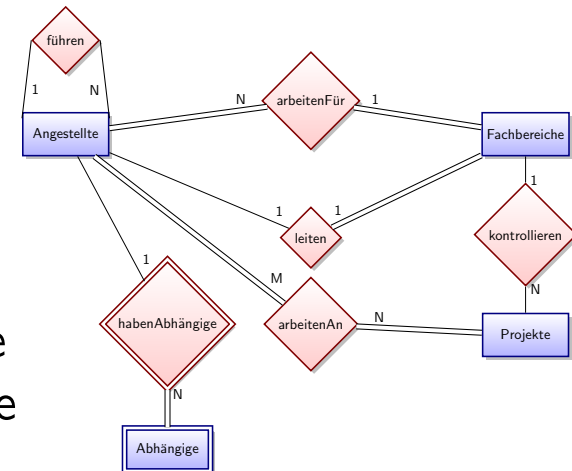 führen
1 N
N arbeitenFür 1
Angestellte
Fachbereiche
1 1
leiten
1
kontrollieren
N
1
M
habenAbhängige
arbeitenAn
N
Projekte
e
e
N
Abhängige